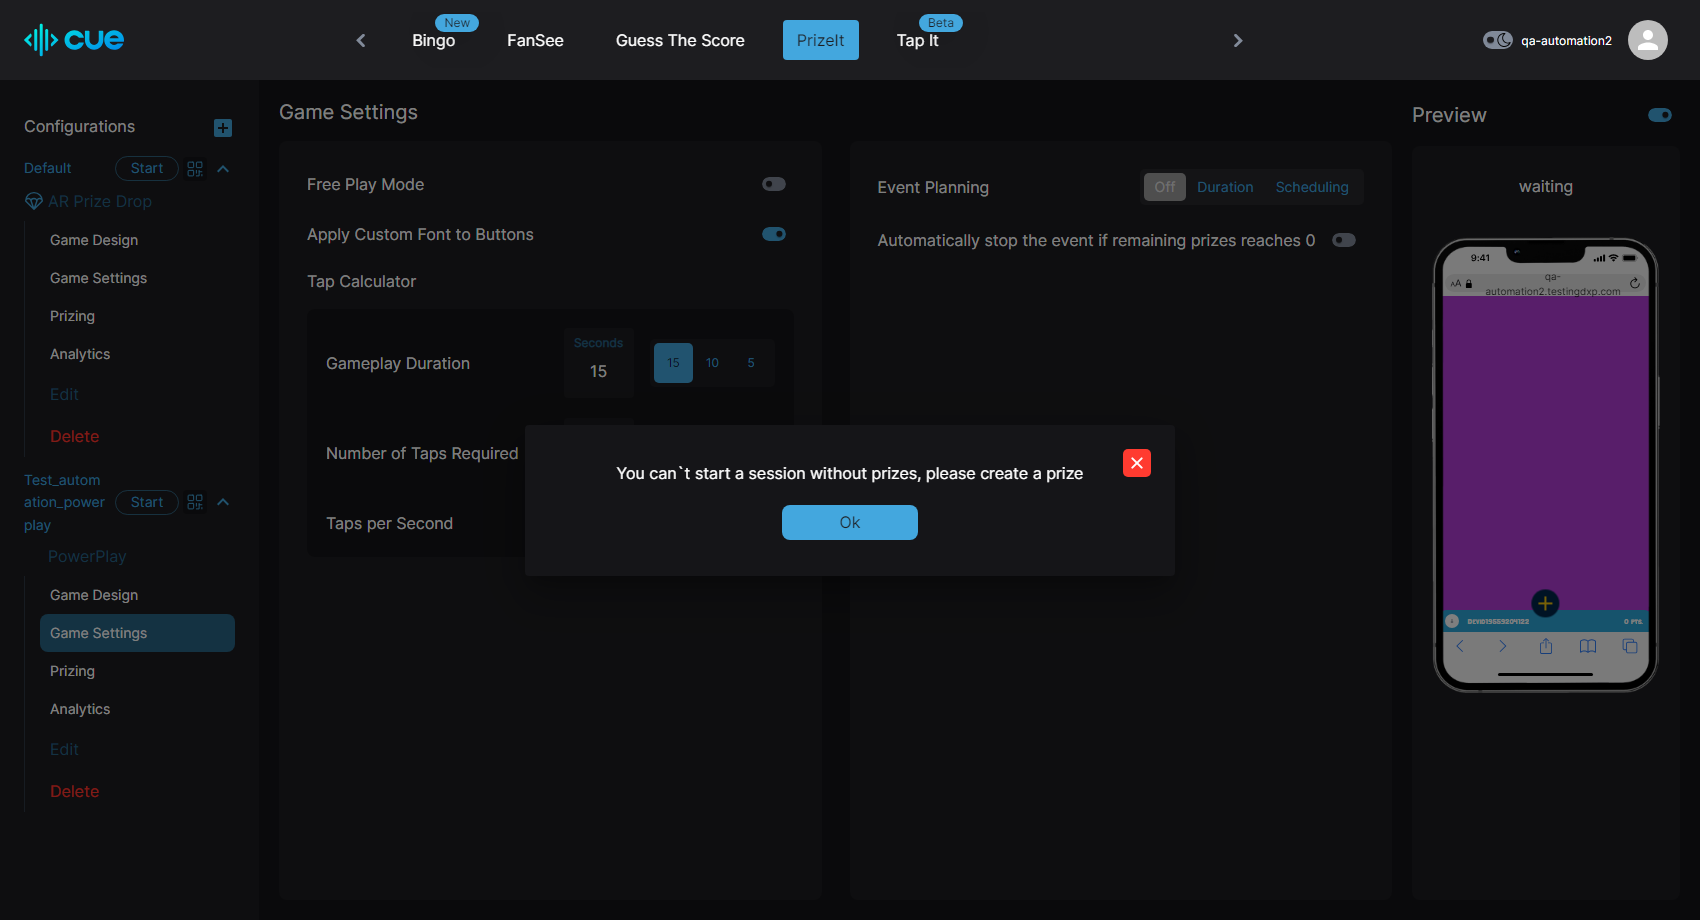 cue
New
Bingo
FanSee
Guess The Score
PrizeIt
Beta
Tap It
qa-automation2
Configurations
Default
Start
AR Prize Drop
Game Design
Game Settings
Prizing
Analytics
Edit
Delete
Test_autom
ation_power
play
Start
PowerPlay
Game Design
Game Settings
Prizing
Analytics
Edit
Delete
Game Settings
Free Play Mode
Apply Custom Font to Buttons
Tap Calculator
Gameplay Duration
Seconds
15
15 10 5
Number of Taps Required
Taps per Second
Event Planning
Off Duration Scheduling
Automatically stop the event if remaining prizes reaches 0
You can`t start a session without prizes, please create a prize
Ok
Preview
waiting
9:41
AA
qa-
automation2.testingdxp.com
0 PTS.